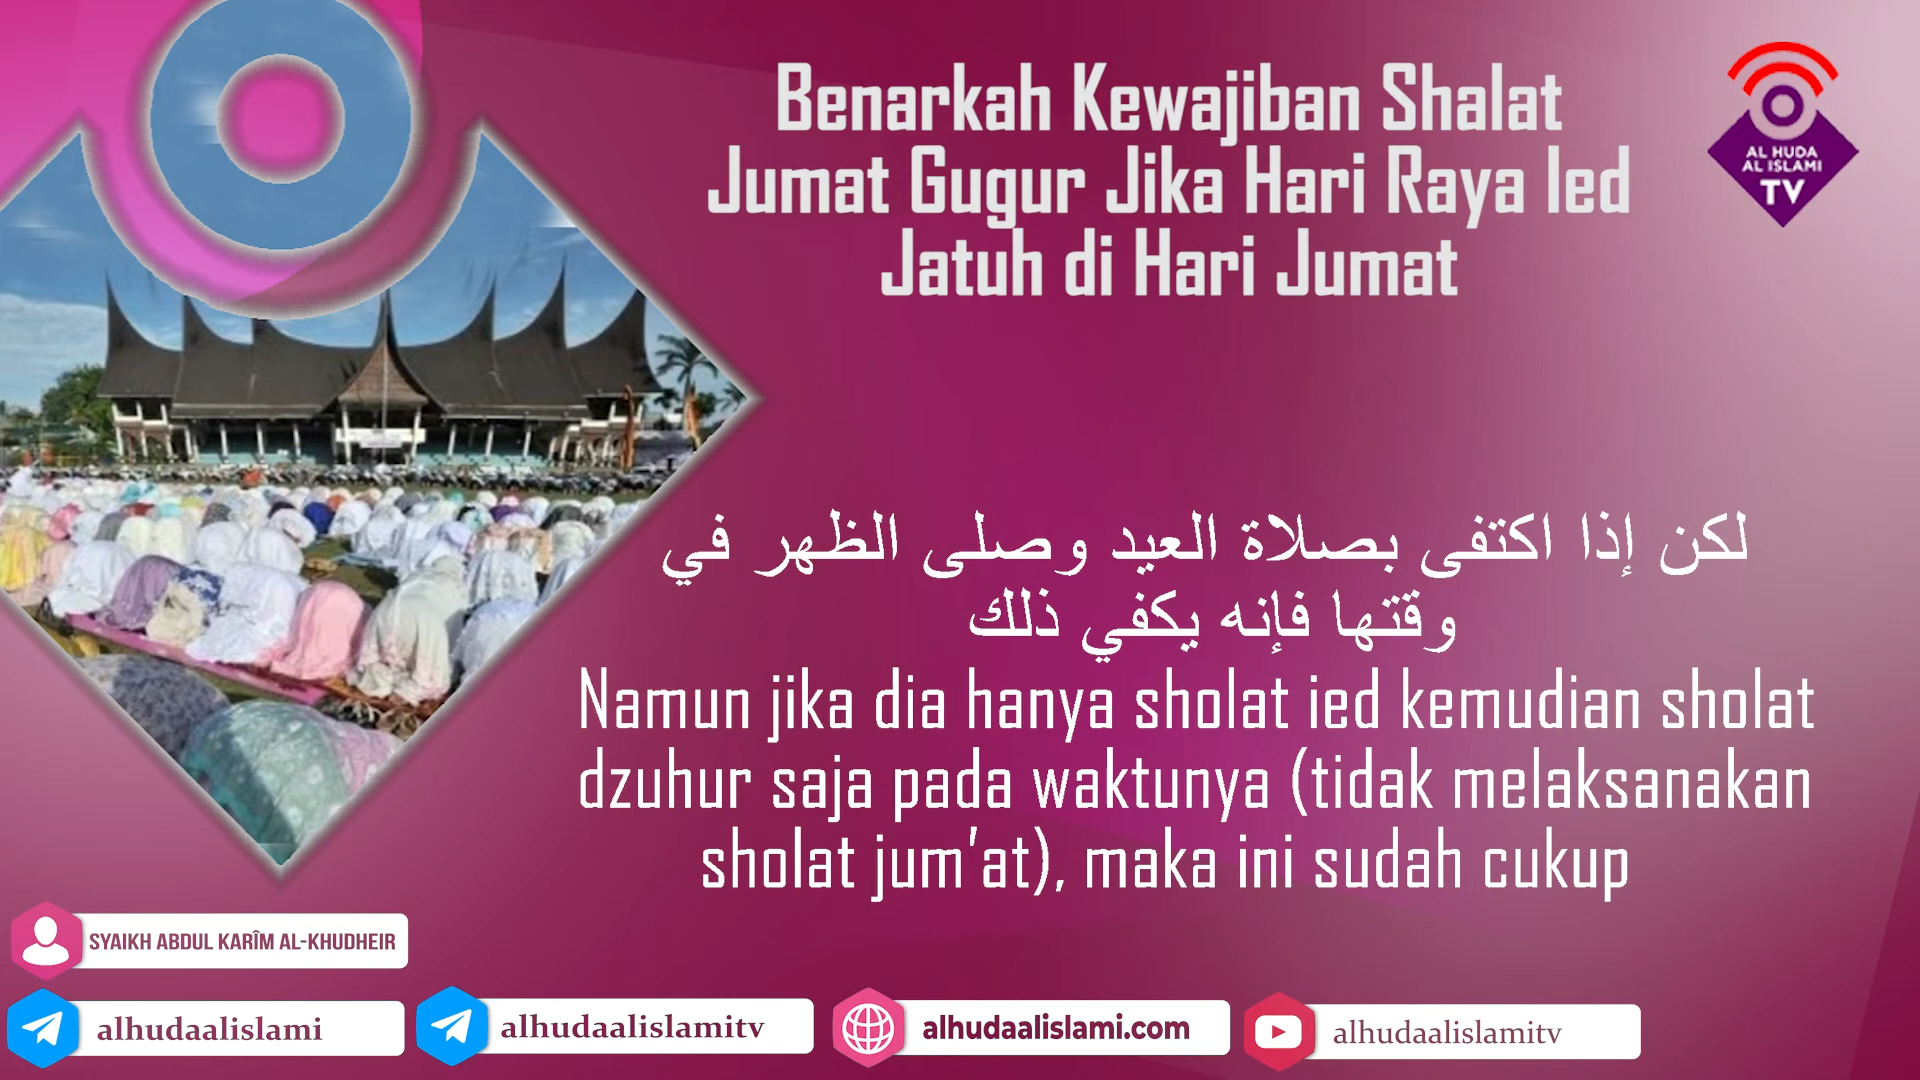 Benarkah Kewajiban Shalat
Jumat Gugur Jika Hari Raya Ied
Jatuh di Hari Jumat
AL HUDA
AL ISLAMI
TV
لكن إذا اكتفى بصلاة العيد وصلى الظهر في
وقتها فإنه يكفي ذلك
Namun jika dia hanya sholat ied kemudian sholat
dzuhur saja pada waktunya (tidak melaksanakan
sholat jum'at), maka ini sudah cukup
SYAIKH ABDUL KARÎM AL-KHUDHEIR
alhudaalislami
alhudaalislamitv
alhudaalislami.com
alhudaalislamitv